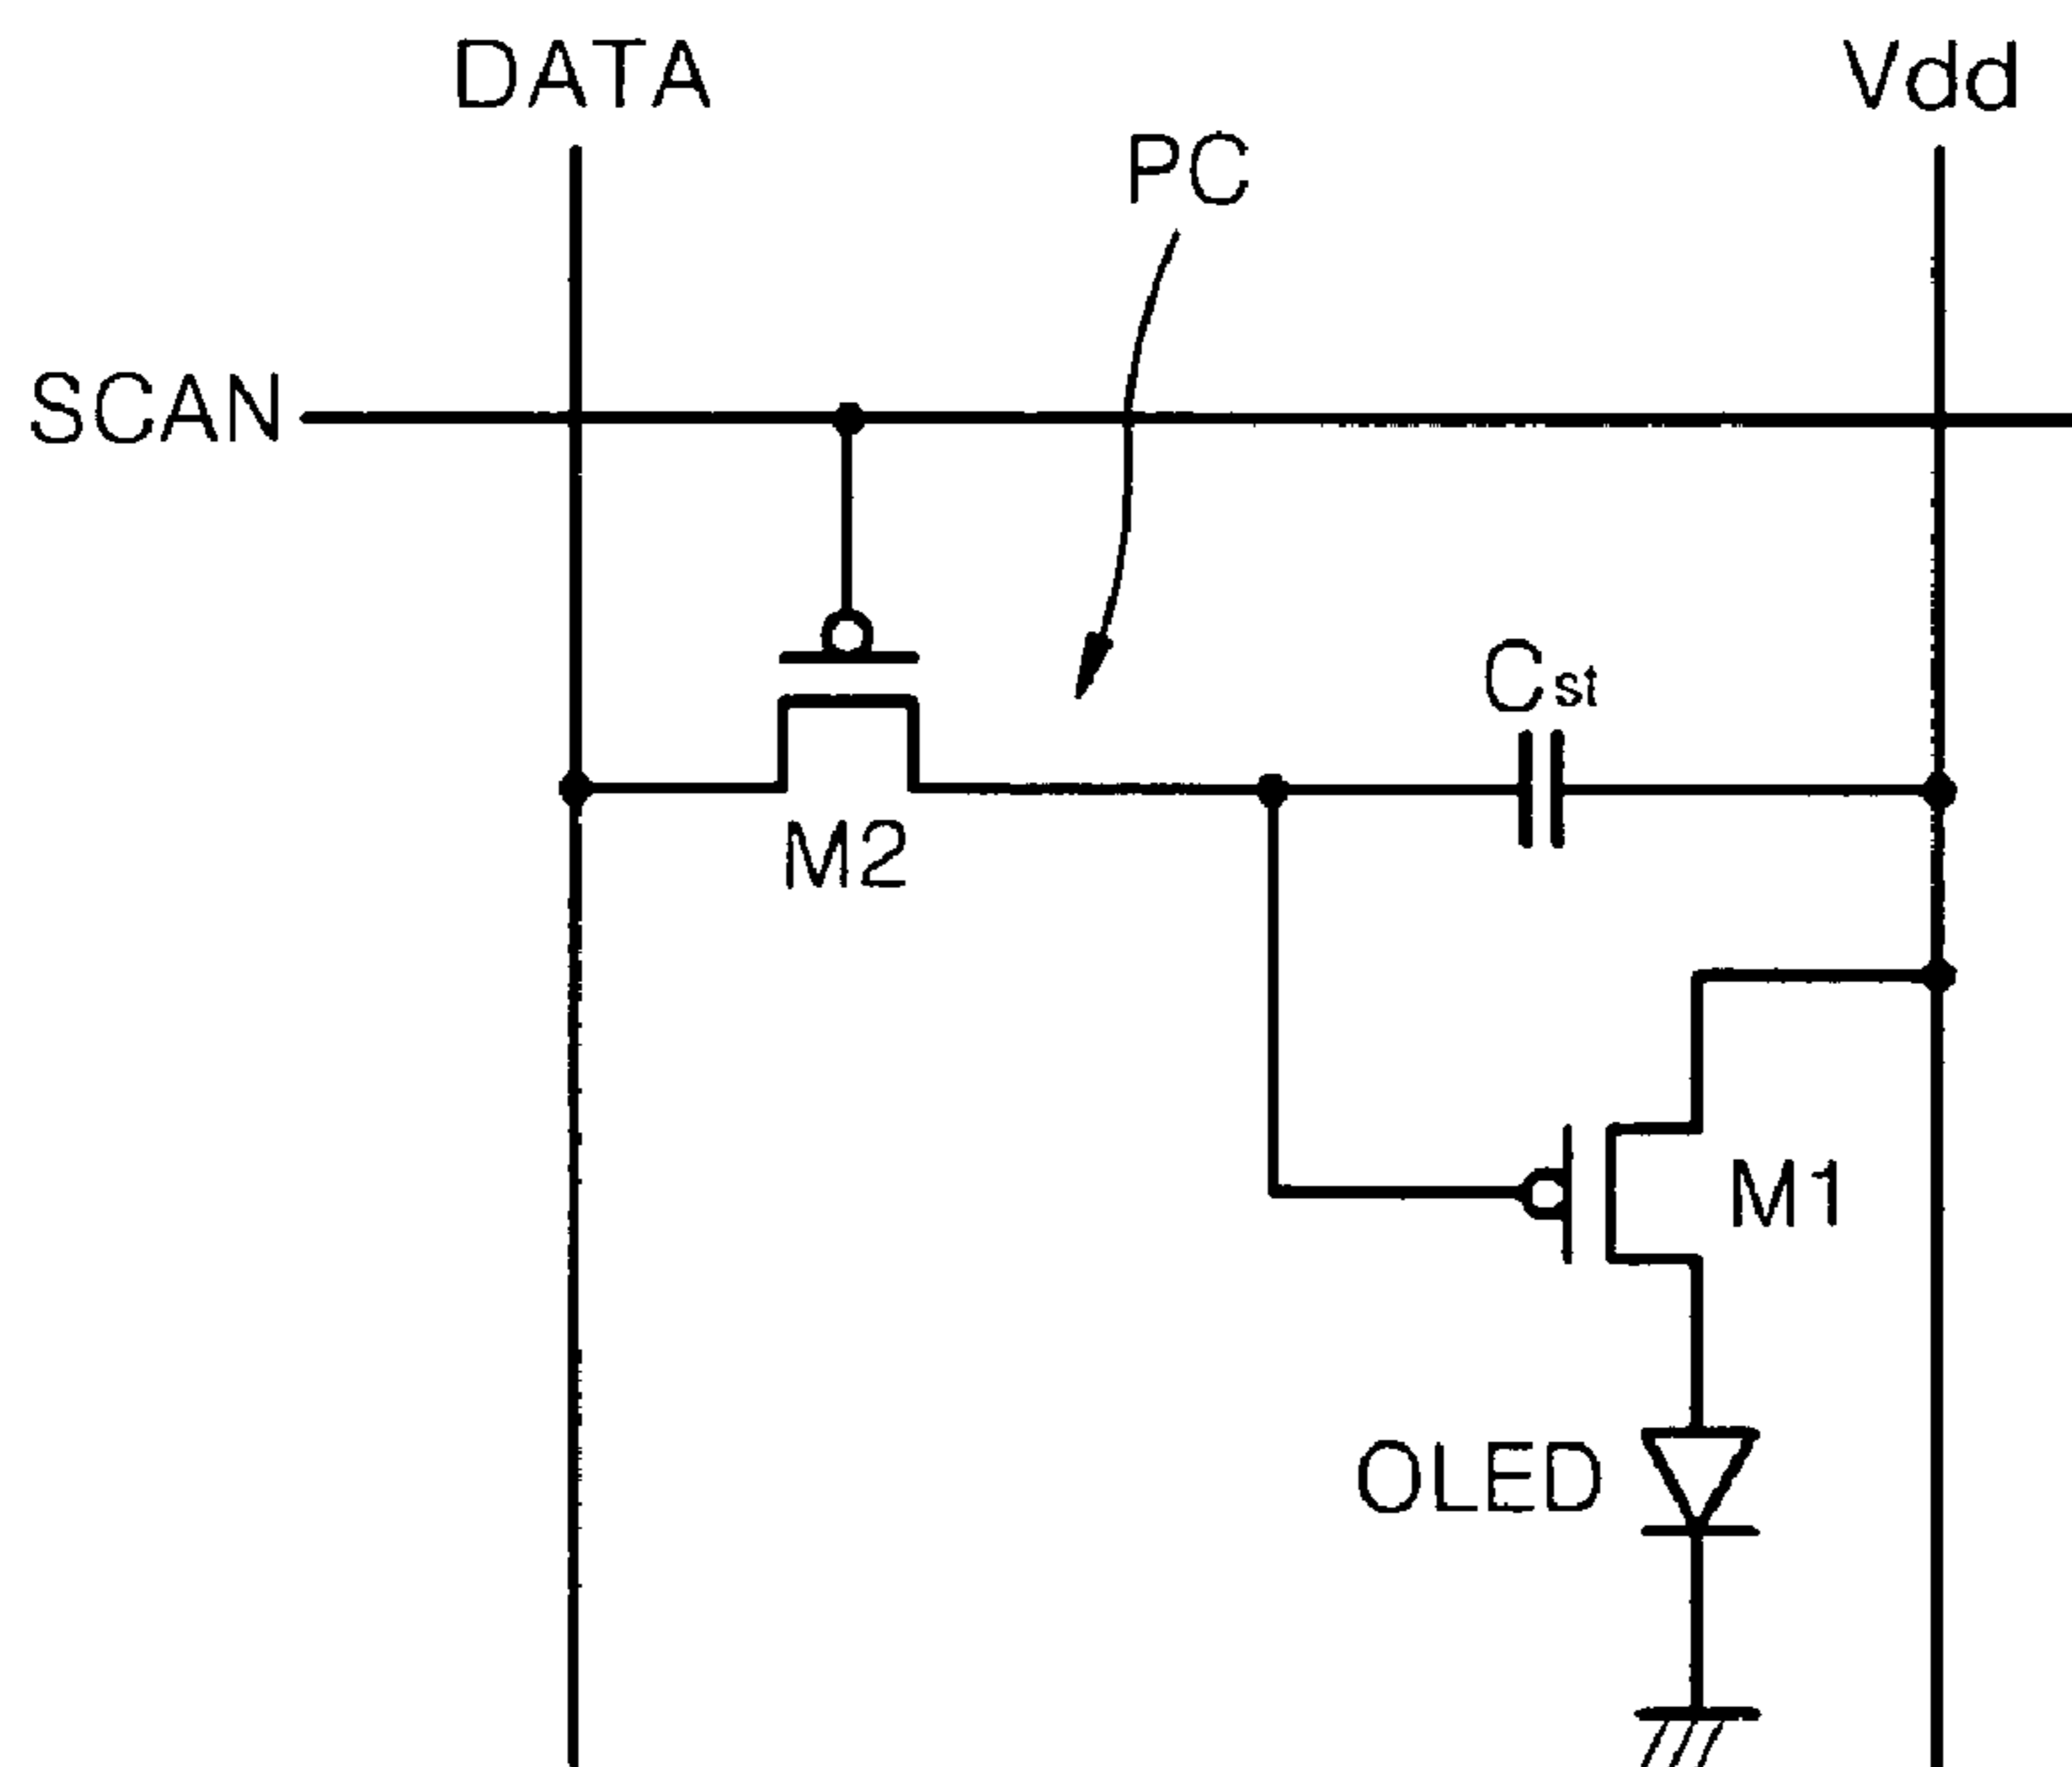 DATA
Vdd
PC
SCAN
Cst
M2
M1
OLED